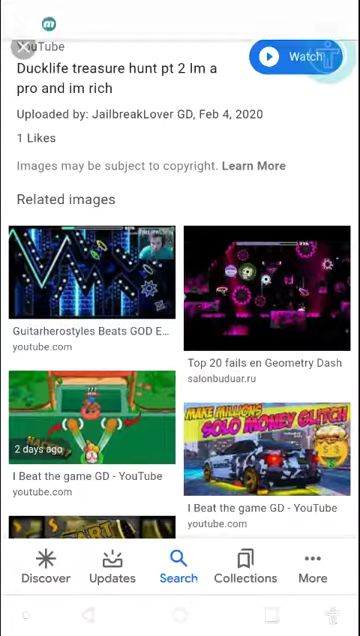 YouTube
Watch
Ducklife treasure hunt pt 2 Im a
pro and im rich
Uploaded by: JailbreakLover GD, Feb 4, 2020
1 Likes
Images may be subject to copyright. Learn More
Related images
Guitarherostyles Beats GOD E...
youtube.com
Top 20 fails en Geometry Dash
salonbuduar.ru
2 days ago
I Beat the game GD - YouTube
youtube.com
MAKE MILLIONS
SOLO MONEY GLITCH
I Beat the game GD - YouTube
youtube.com
Discover
Updates
Search
Collections
More